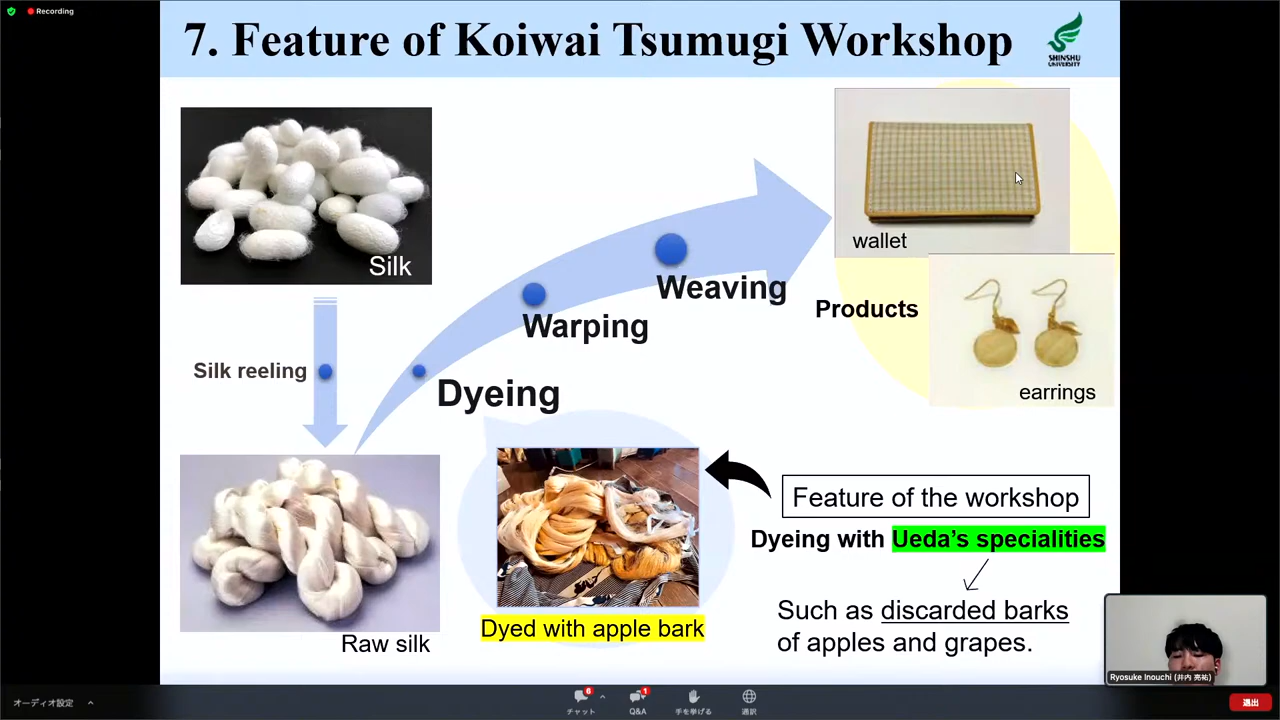 Recording
7. Feature of Koiwai Tsumugi Workshop
SHINSHU
UNIVERSITY
Silk
wallet
Weaving
Products
Warping
Silk reeling
Dyeing
earrings
Feature of the workshop
Dyeing with Ueda's specialities
Such as discarded barks
of apples and grapes.
Dyed with apple bark
Raw silk
Ryosuke Inouchi (井内 亮祐)
オーディオ設定
6
チャット
1
Q&A
手を挙げる
通訳
退出